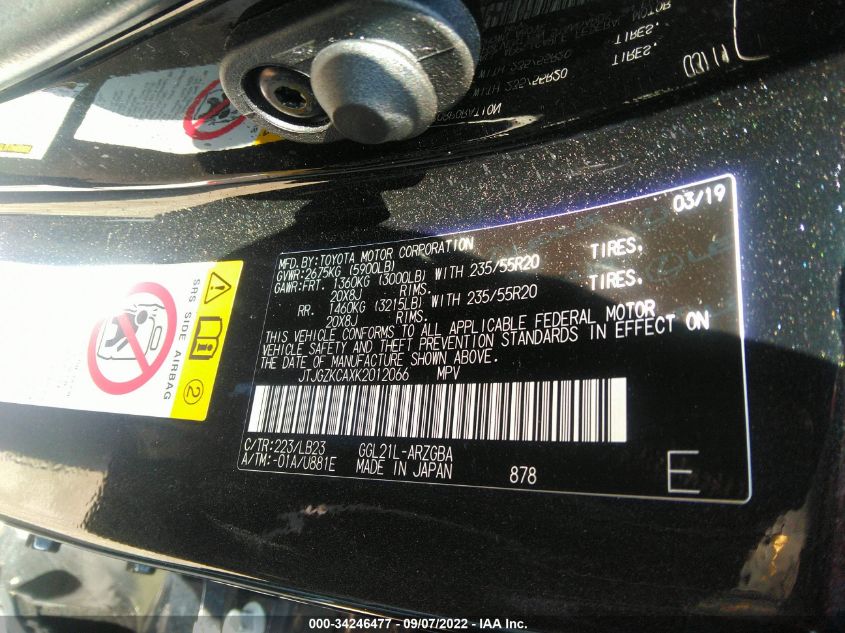 03/19
MFD.BY:TOYOTA MOTOR CORPORATION
GVWR:2675KG (5900LB)
GAWR:FRT. 1360KG (3000LB) WITH 235/55R20 TIRES,
20X8J RIMS.
RR. 1460KG (3215LB) WITH 235/55R20 TIRES,
20X8J RIMS.
THIS VEHICLE CONFORMS TO ALL APPLICABLE FEDERAL MOTOR
VEHICLE SAFETY AND THEFT PREVENTION STANDARDS IN EFFECT ON
THE DATE OF MANUFACTURE SHOWN ABOVE.
JTJGZKCAXK2012066 MPV
C/TR:223/LB23 GGL21L-ARZGBA
A/TM:-01A/U881E MADE IN JAPAN 878 E
SRS SIDE AIRBAG
2
000-34246477 - 09/07/2022 - IAA Inc.